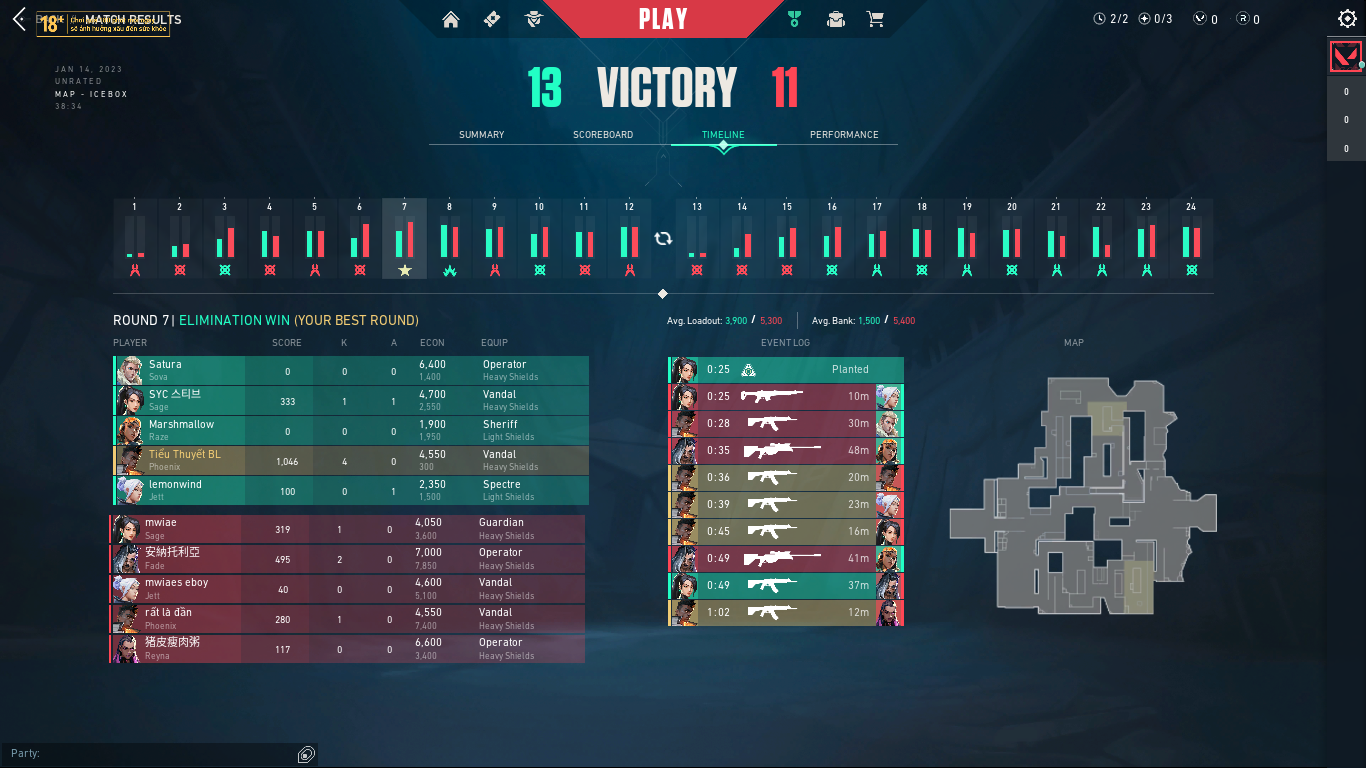 MATCH RESULTS
18+
Chơi quá 180 phút một ngày
sẽ ảnh hưởng xấu đến sức khỏe
PLAY
2/2 0/3 0 0
JAN 14, 2023
UNRATED
MAP - ICEBOX
38:34
13 VICTORY 11
SUMMARY SCOREBOARD TIMELINE PERFORMANCE
0
0
0
1 2 3 4 5 6 7 8 9 10 11 12 13 14 15 16 17 18 19 20 21 22 23 24
ROUND 7 | ELIMINATION WIN (YOUR BEST ROUND)
Avg. Loadout: 3,900 / 5,300 Avg. Bank: 1,500 / 5,400
PLAYER SCORE K A ECON EQUIP
Satura 0 0 0 6,400 Operator
Sova 1,400 Heavy Shields
SYC 스티브 333 1 1 4,700 Vandal
Sage 2,550 Heavy Shields
Marshmallow 0 0 0 1,900 Sheriff
Raze 1,950 Light Shields
Tiểu Thuyết BL 1,046 4 0 4,550 Vandal
Phoenix 300 Heavy Shields
lemonwind 100 0 1 2,350 Spectre
Jett 1,500 Light Shields
mwiae 319 1 0 4,050 Guardian
Sage 3,600 Heavy Shields
安納托利亞 495 2 0 7,000 Operator
Fade 7,850 Heavy Shields
mwiaes eboy 40 0 0 4,600 Vandal
Jett 5,100 Heavy Shields
rất là đần 280 1 0 4,550 Vandal
Phoenix 7,400 Heavy Shields
猪皮瘦肉粥 117 0 0 6,600 Operator
Reyna 3,400 Heavy Shields
EVENT LOG
0:25 Planted
0:25 10m
0:28 30m
0:35 48m
0:36 20m
0:39 23m
0:45 16m
0:49 41m
0:49 37m
1:02 12m
MAP
Party: